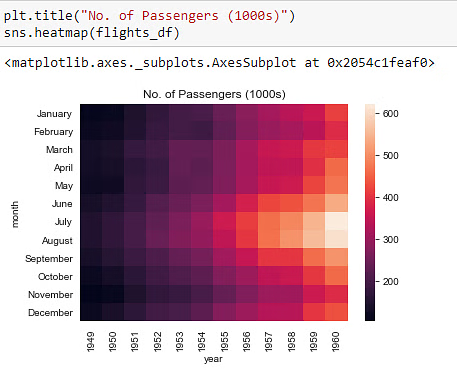 plt.title("No. of Passengers (1000s)")
sns.heatmap(flights_df)
<matplotlib.axes._subplots.AxesSubplot at 0x2054c1feaf0>
No. of Passengers (1000s)
January
February
March
April
May
June
July
August
September
October
November
December
month
1949 1950 1951 1952 1953 1954 1955 1956 1957 1958 1959 1960
year
600
500
400
300
200